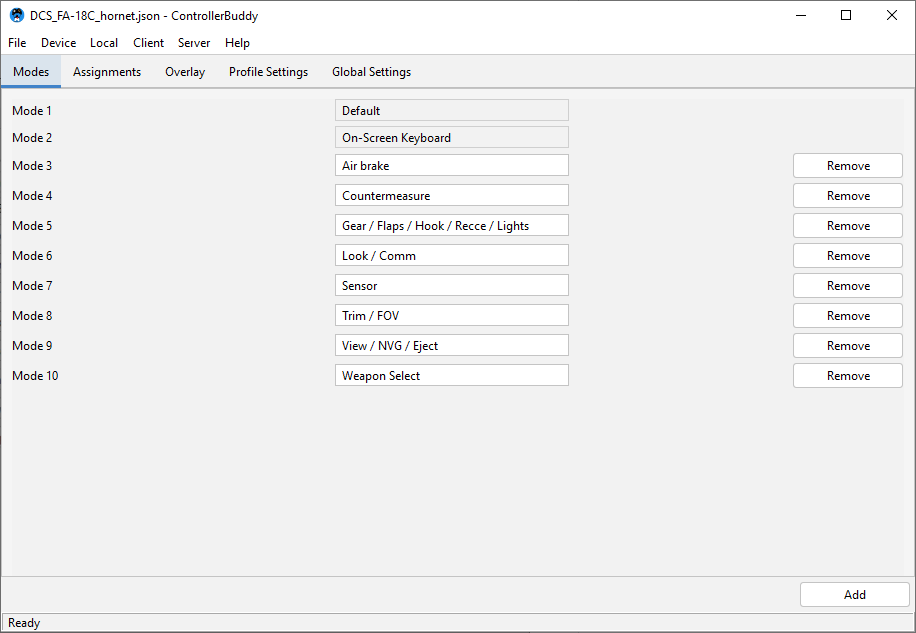 DCS_FA-18C_hornet.json - ControllerBuddy
File Device Local Client Server Help
Modes Assignments Overlay Profile Settings Global Settings
Mode 1 Default
Mode 2 On-Screen Keyboard
Mode 3 Air brake Remove
Mode 4 Countermeasure Remove
Mode 5 Gear / Flaps / Hook / Recce / Lights Remove
Mode 6 Look / Comm Remove
Mode 7 Sensor Remove
Mode 8 Trim / FOV Remove
Mode 9 View / NVG / Eject Remove
Mode 10 Weapon Select Remove
Add
Ready